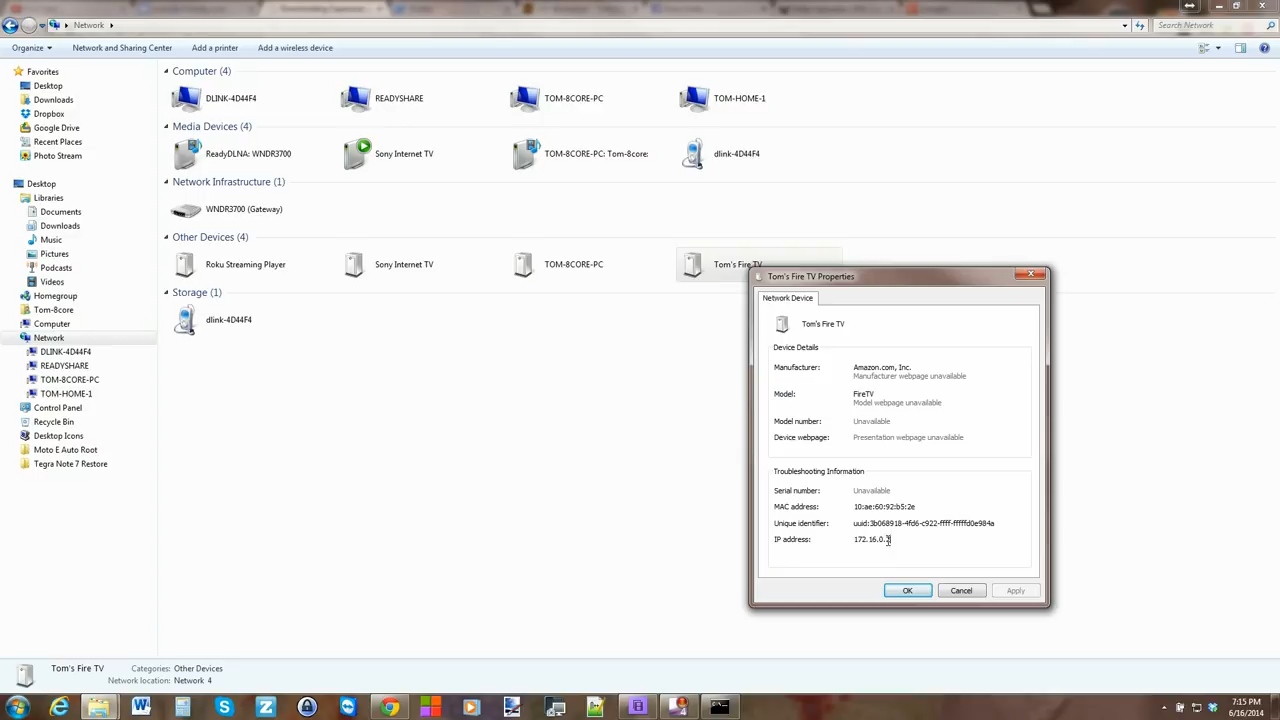 Network
Search Network
Organize
Network and Sharing Center
Add a printer
Add a wireless device
Favorites
Desktop
Downloads
Dropbox
Google Drive
Recent Places
Photo Stream
Desktop
Libraries
Documents
Downloads
Music
Pictures
Podcasts
Videos
Homegroup
Tom-8core
Computer
Network
DLINK-4D44F4
READYSHARE
TOM-8CORE-PC
TOM-HOME-1
Control Panel
Recycle Bin
Desktop Icons
Moto E Auto Root
Tegra Note 7 Restore
Computer (4)
DLINK-4D44F4
READYSHARE
TOM-8CORE-PC
TOM-HOME-1
Media Devices (4)
ReadyDLNA: WNDR3700
Sony Internet TV
TOM-8CORE-PC: Tom-8core:
dlink-4D44F4
Network Infrastructure (1)
WNDR3700 (Gateway)
Other Devices (4)
Roku Streaming Player
Sony Internet TV
TOM-8CORE-PC
Tom's Fire TV
Storage (1)
dlink-4D44F4
Tom's Fire TV Properties
Network Device
Tom's Fire TV
Device Details
Manufacturer: Amazon.com, Inc.
Manufacturer webpage unavailable
Model: FireTV
Model webpage unavailable
Model number: Unavailable
Device webpage: Presentation webpage unavailable
Troubleshooting Information
Serial number: Unavailable
MAC address: 10:ae:60:92:b5:2e
Unique identifier: uuid:3b068918-4fd6-c922-ffff-fffffd0e984a
IP address: 172.16.0.
OK
Cancel
Apply
Tom's Fire TV
Categories: Other Devices
Network location: Network 4
7:15 PM
6/16/2014